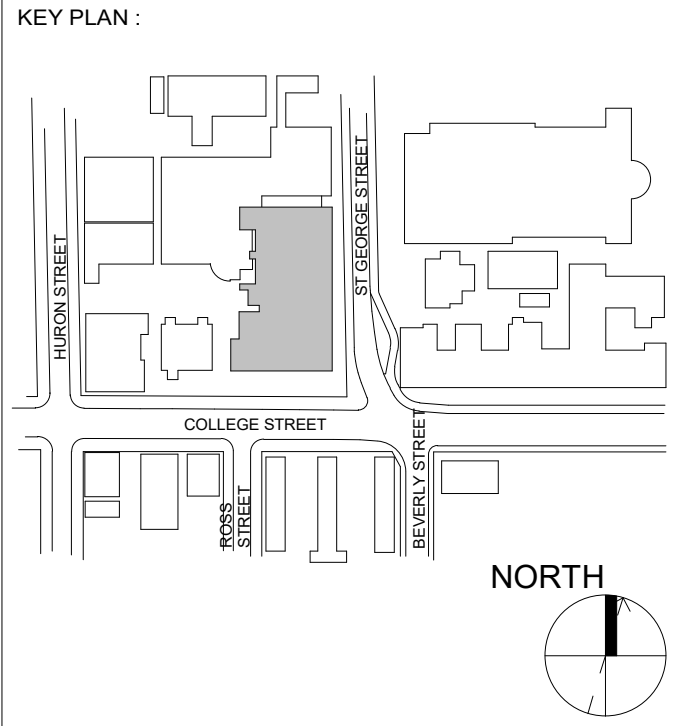 KEY PLAN :
HURON STREET
ST GEORGE STREET
COLLEGE STREET
ROSS
STREET
BEVERLY STREET
NORTH